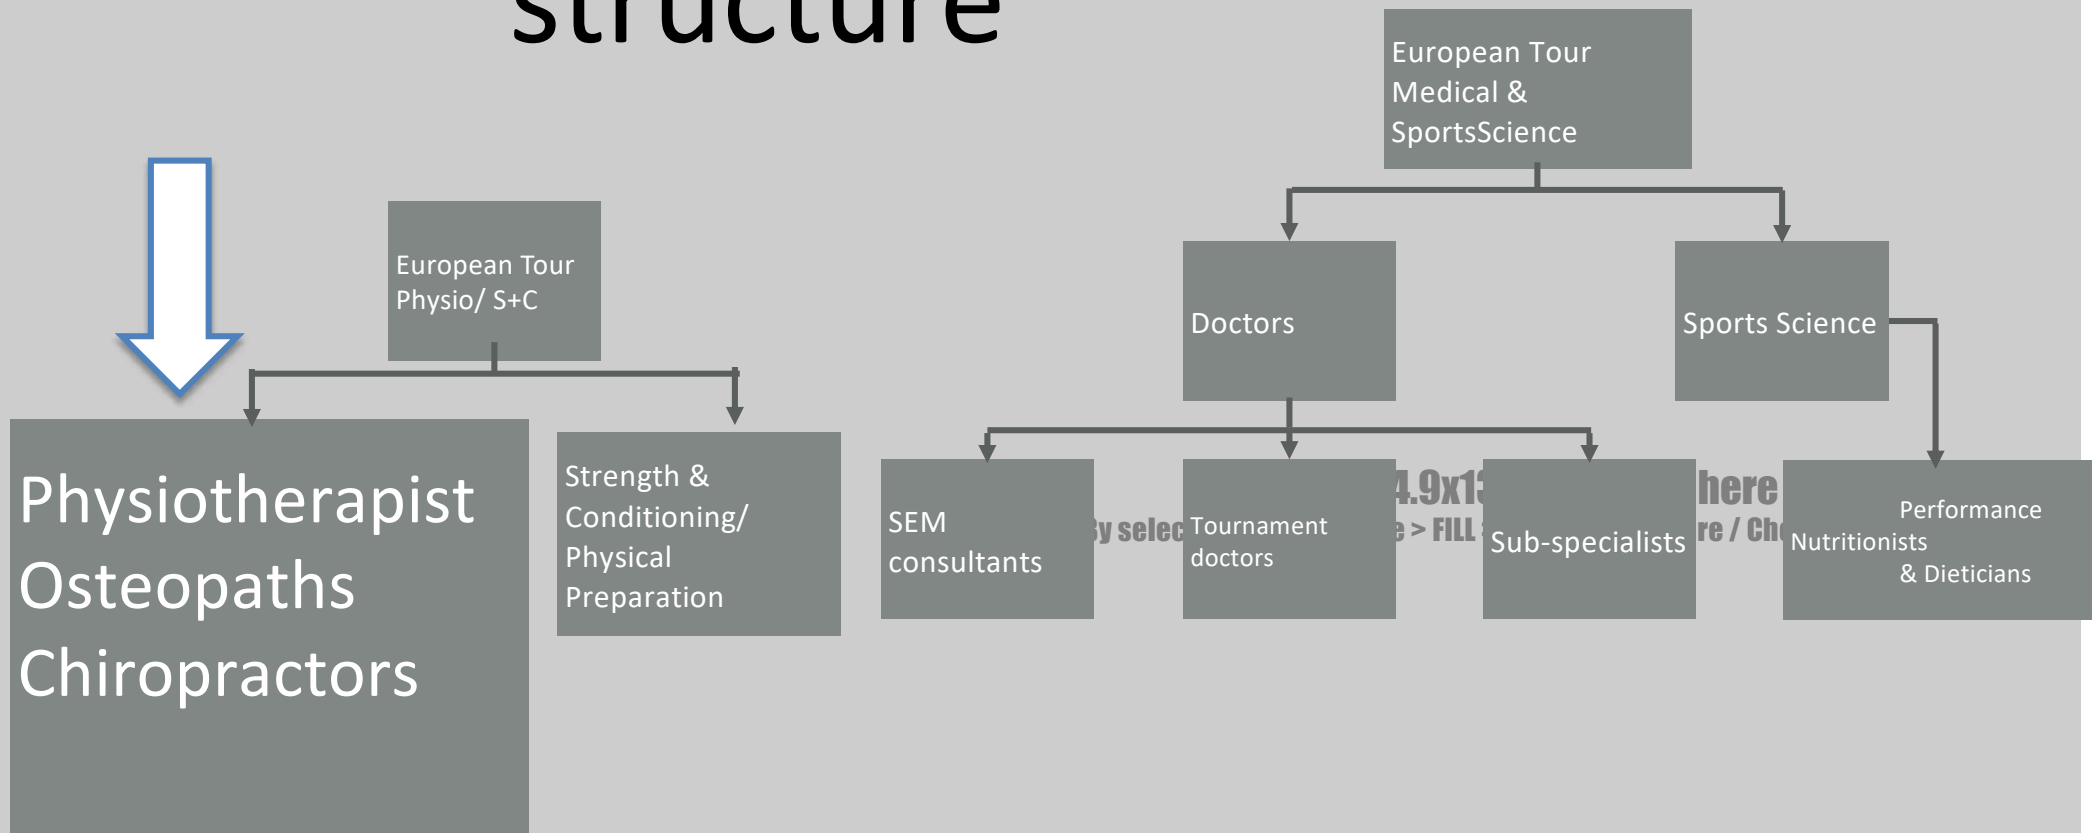 structure
European Tour
Medical &
SportsScience
European Tour
Physio/ S+C
Doctors
Sports Science
Physiotherapist
Osteopaths
Chiropractors
Strength &
Conditioning/
Physical
Preparation
SEM
consultants
Tournament
doctors
Sub-specialists
Performance
Nutritionists
& Dieticians
here
> FILL